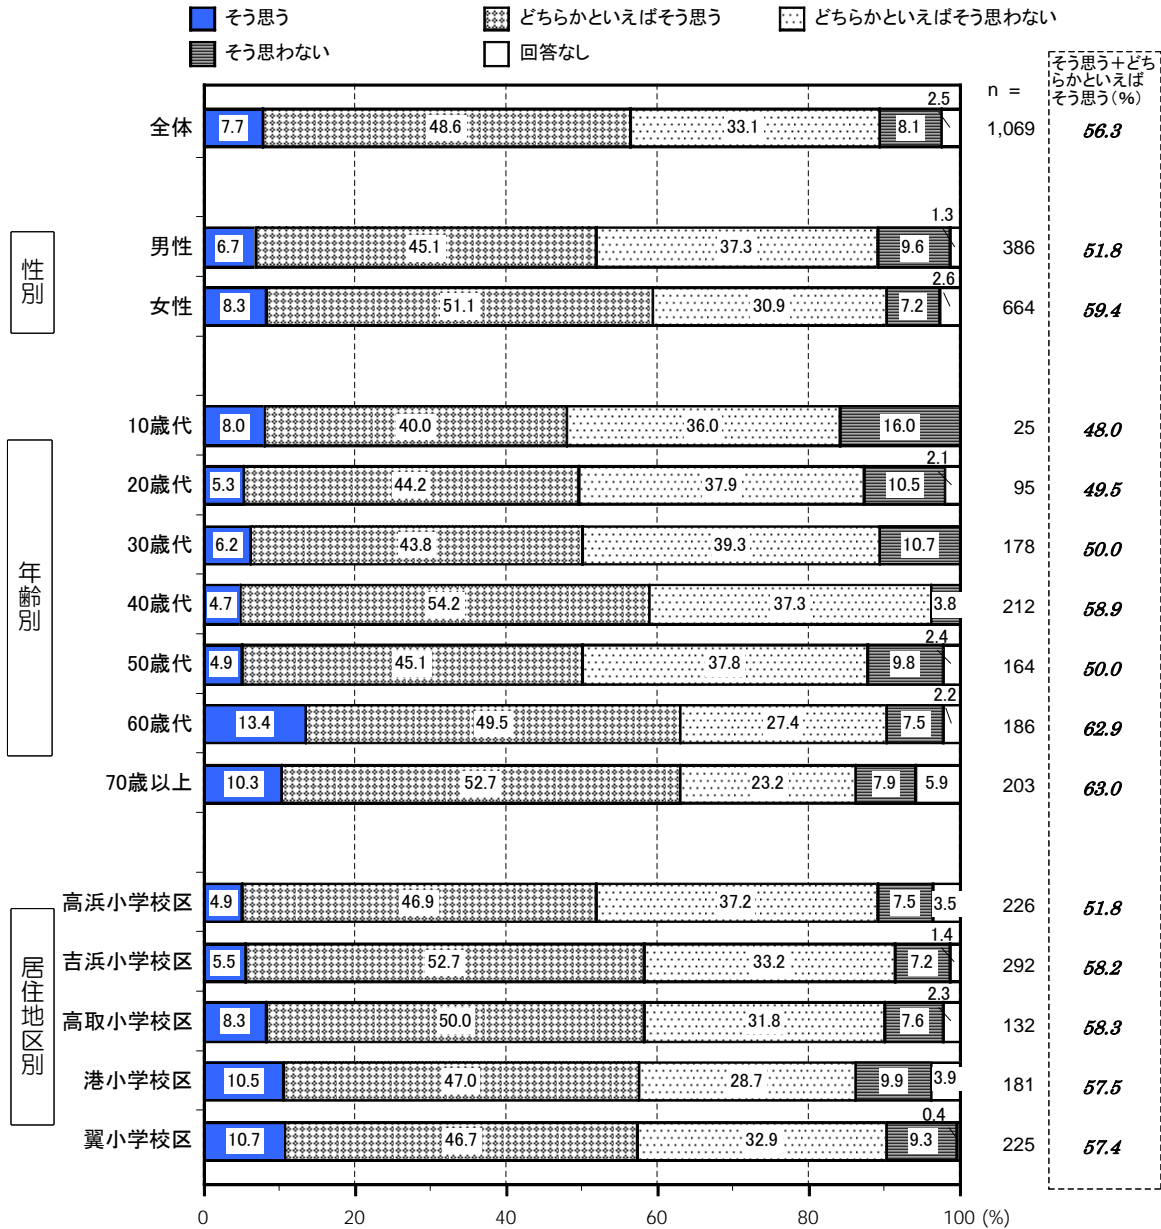 そう思う
どちらかといえばそう思う
どちらかといえばそう思わない
そう思わない
回答なし
n =
そう思う+どち
らかといえば
そう思う(%)
全体 7.7 48.6 33.1 8.1 2.5 1,069 56.3
性別
男性 6.7 45.1 37.3 9.6 1.3 386 51.8
女性 8.3 51.1 30.9 7.2 2.6 664 59.4
年齢別
10歳代 8.0 40.0 36.0 16.0 25 48.0
20歳代 5.3 44.2 37.9 10.5 2.1 95 49.5
30歳代 6.2 43.8 39.3 10.7 178 50.0
40歳代 4.7 54.2 37.3 3.8 212 58.9
50歳代 4.9 45.1 37.8 9.8 2.4 164 50.0
60歳代 13.4 49.5 27.4 7.5 2.2 186 62.9
70歳以上 10.3 52.7 23.2 7.9 5.9 203 63.0
居住地区別
高浜小学校区 4.9 46.9 37.2 7.5 3.5 226 51.8
吉浜小学校区 5.5 52.7 33.2 7.2 1.4 292 58.2
高取小学校区 8.3 50.0 31.8 7.6 2.3 132 58.3
港小学校区 10.5 47.0 28.7 9.9 3.9 181 57.5
翼小学校区 10.7 46.7 32.9 9.3 0.4 225 57.4
0 20 40 60 80 100 (%)